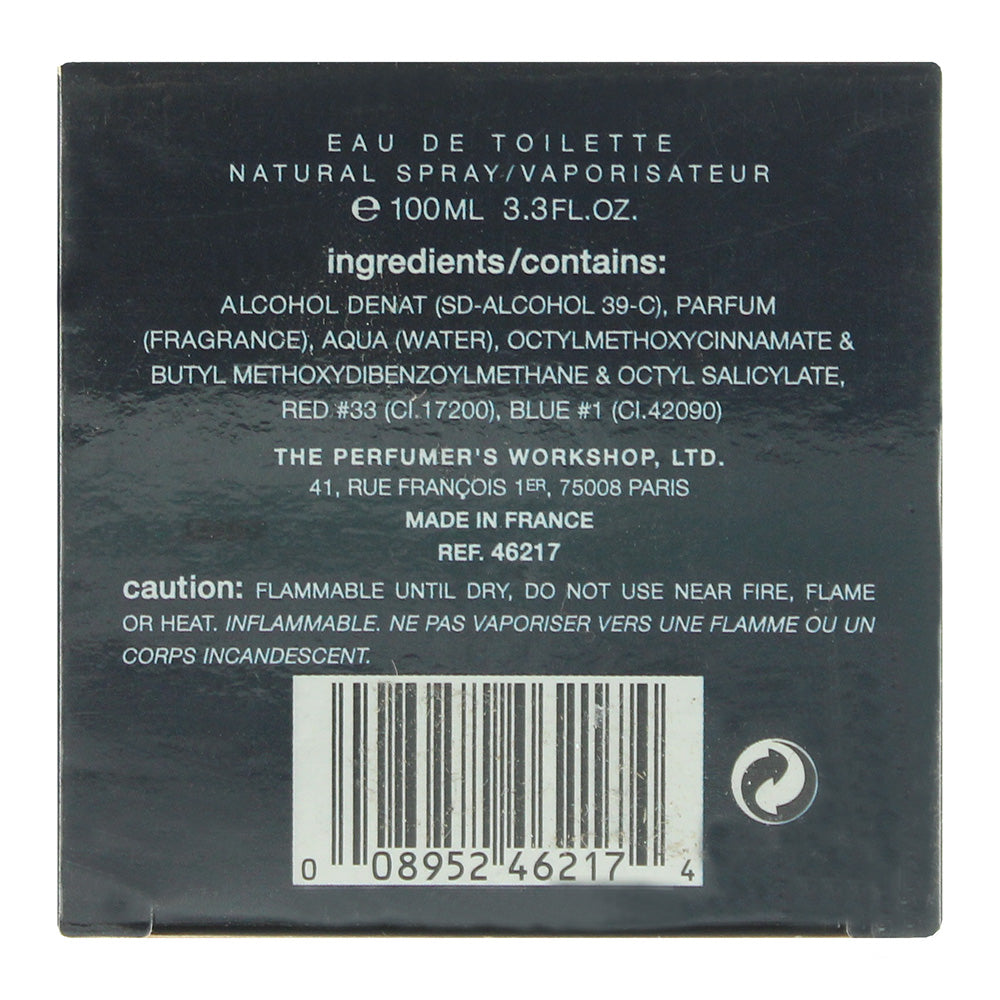 EAU DE TOILETTE
NATURAL SPRAY/VAPORISATEUR
℮ 100ML 3.3FL.OZ.
ingredients/contains:
ALCOHOL DENAT (SD-ALCOHOL 39-C), PARFUM
(FRAGRANCE), AQUA (WATER), OCTYLMETHOXYCINNAMATE &
BUTYL METHOXYDIBENZOYLMETHANE & OCTYL SALICYLATE,
RED #33 (CI.17200), BLUE #1 (CI.42090)
THE PERFUMER'S WORKSHOP, LTD.
41, RUE FRANÇOIS 1ER, 75008 PARIS
MADE IN FRANCE
REF. 46217
caution: FLAMMABLE UNTIL DRY, DO NOT USE NEAR FIRE, FLAME
OR HEAT. INFLAMMABLE. NE PAS VAPORISER VERS UNE FLAMME OU UN
CORPS INCANDESCENT.
0 08952 46217 4